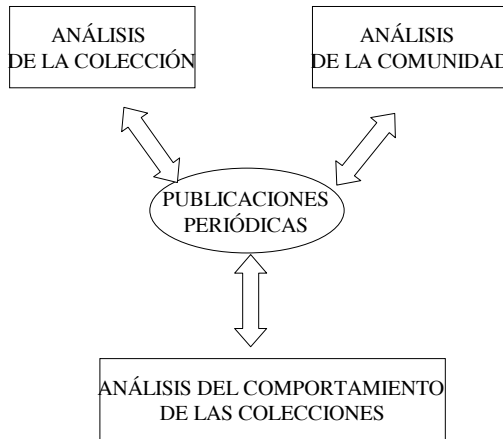 ANÁLISIS
DE LA COLECCIÓN
ANÁLISIS
DE LA COMUNIDAD
PUBLICACIONES
PERIÓDICAS
ANÁLISIS DEL COMPORTAMIENTO
DE LAS COLECCIONES